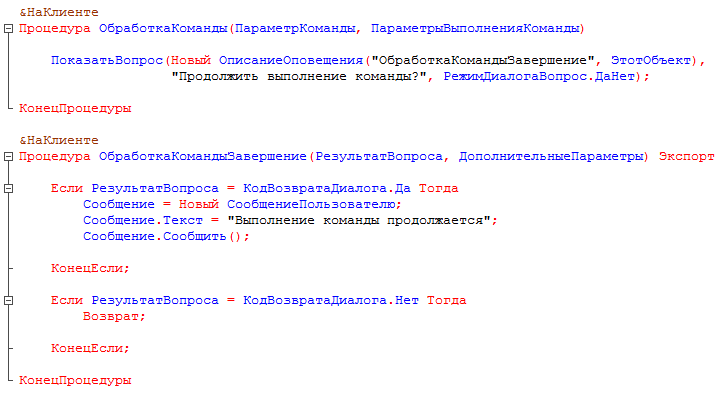 &НаКлиенте
Процедура ОбработкаКоманды(ПараметрКоманды, ПараметрыВыполненияКоманды)
ПоказатьВопрос(Новый ОписаниеОповещения("ОбработкаКомандыЗавершение", ЭтотОбъект),
"Продолжить выполнение команды?", РежимДиалогаВопрос.ДаНет);
КонецПроцедуры
&НаКлиенте
Процедура ОбработкаКомандыЗавершение(РезультатВопроса, ДополнительныеПараметры) Экспорт
Если РезультатВопроса = КодВозвратаДиалога.Да Тогда
Сообщение = Новый СообщениеПользователю;
Сообщение.Текст = "Выполнение команды продолжается";
Сообщение.Сообщить();
КонецЕсли;
Если РезультатВопроса = КодВозвратаДиалога.Нет Тогда
Возврат;
КонецЕсли;
КонецПроцедуры